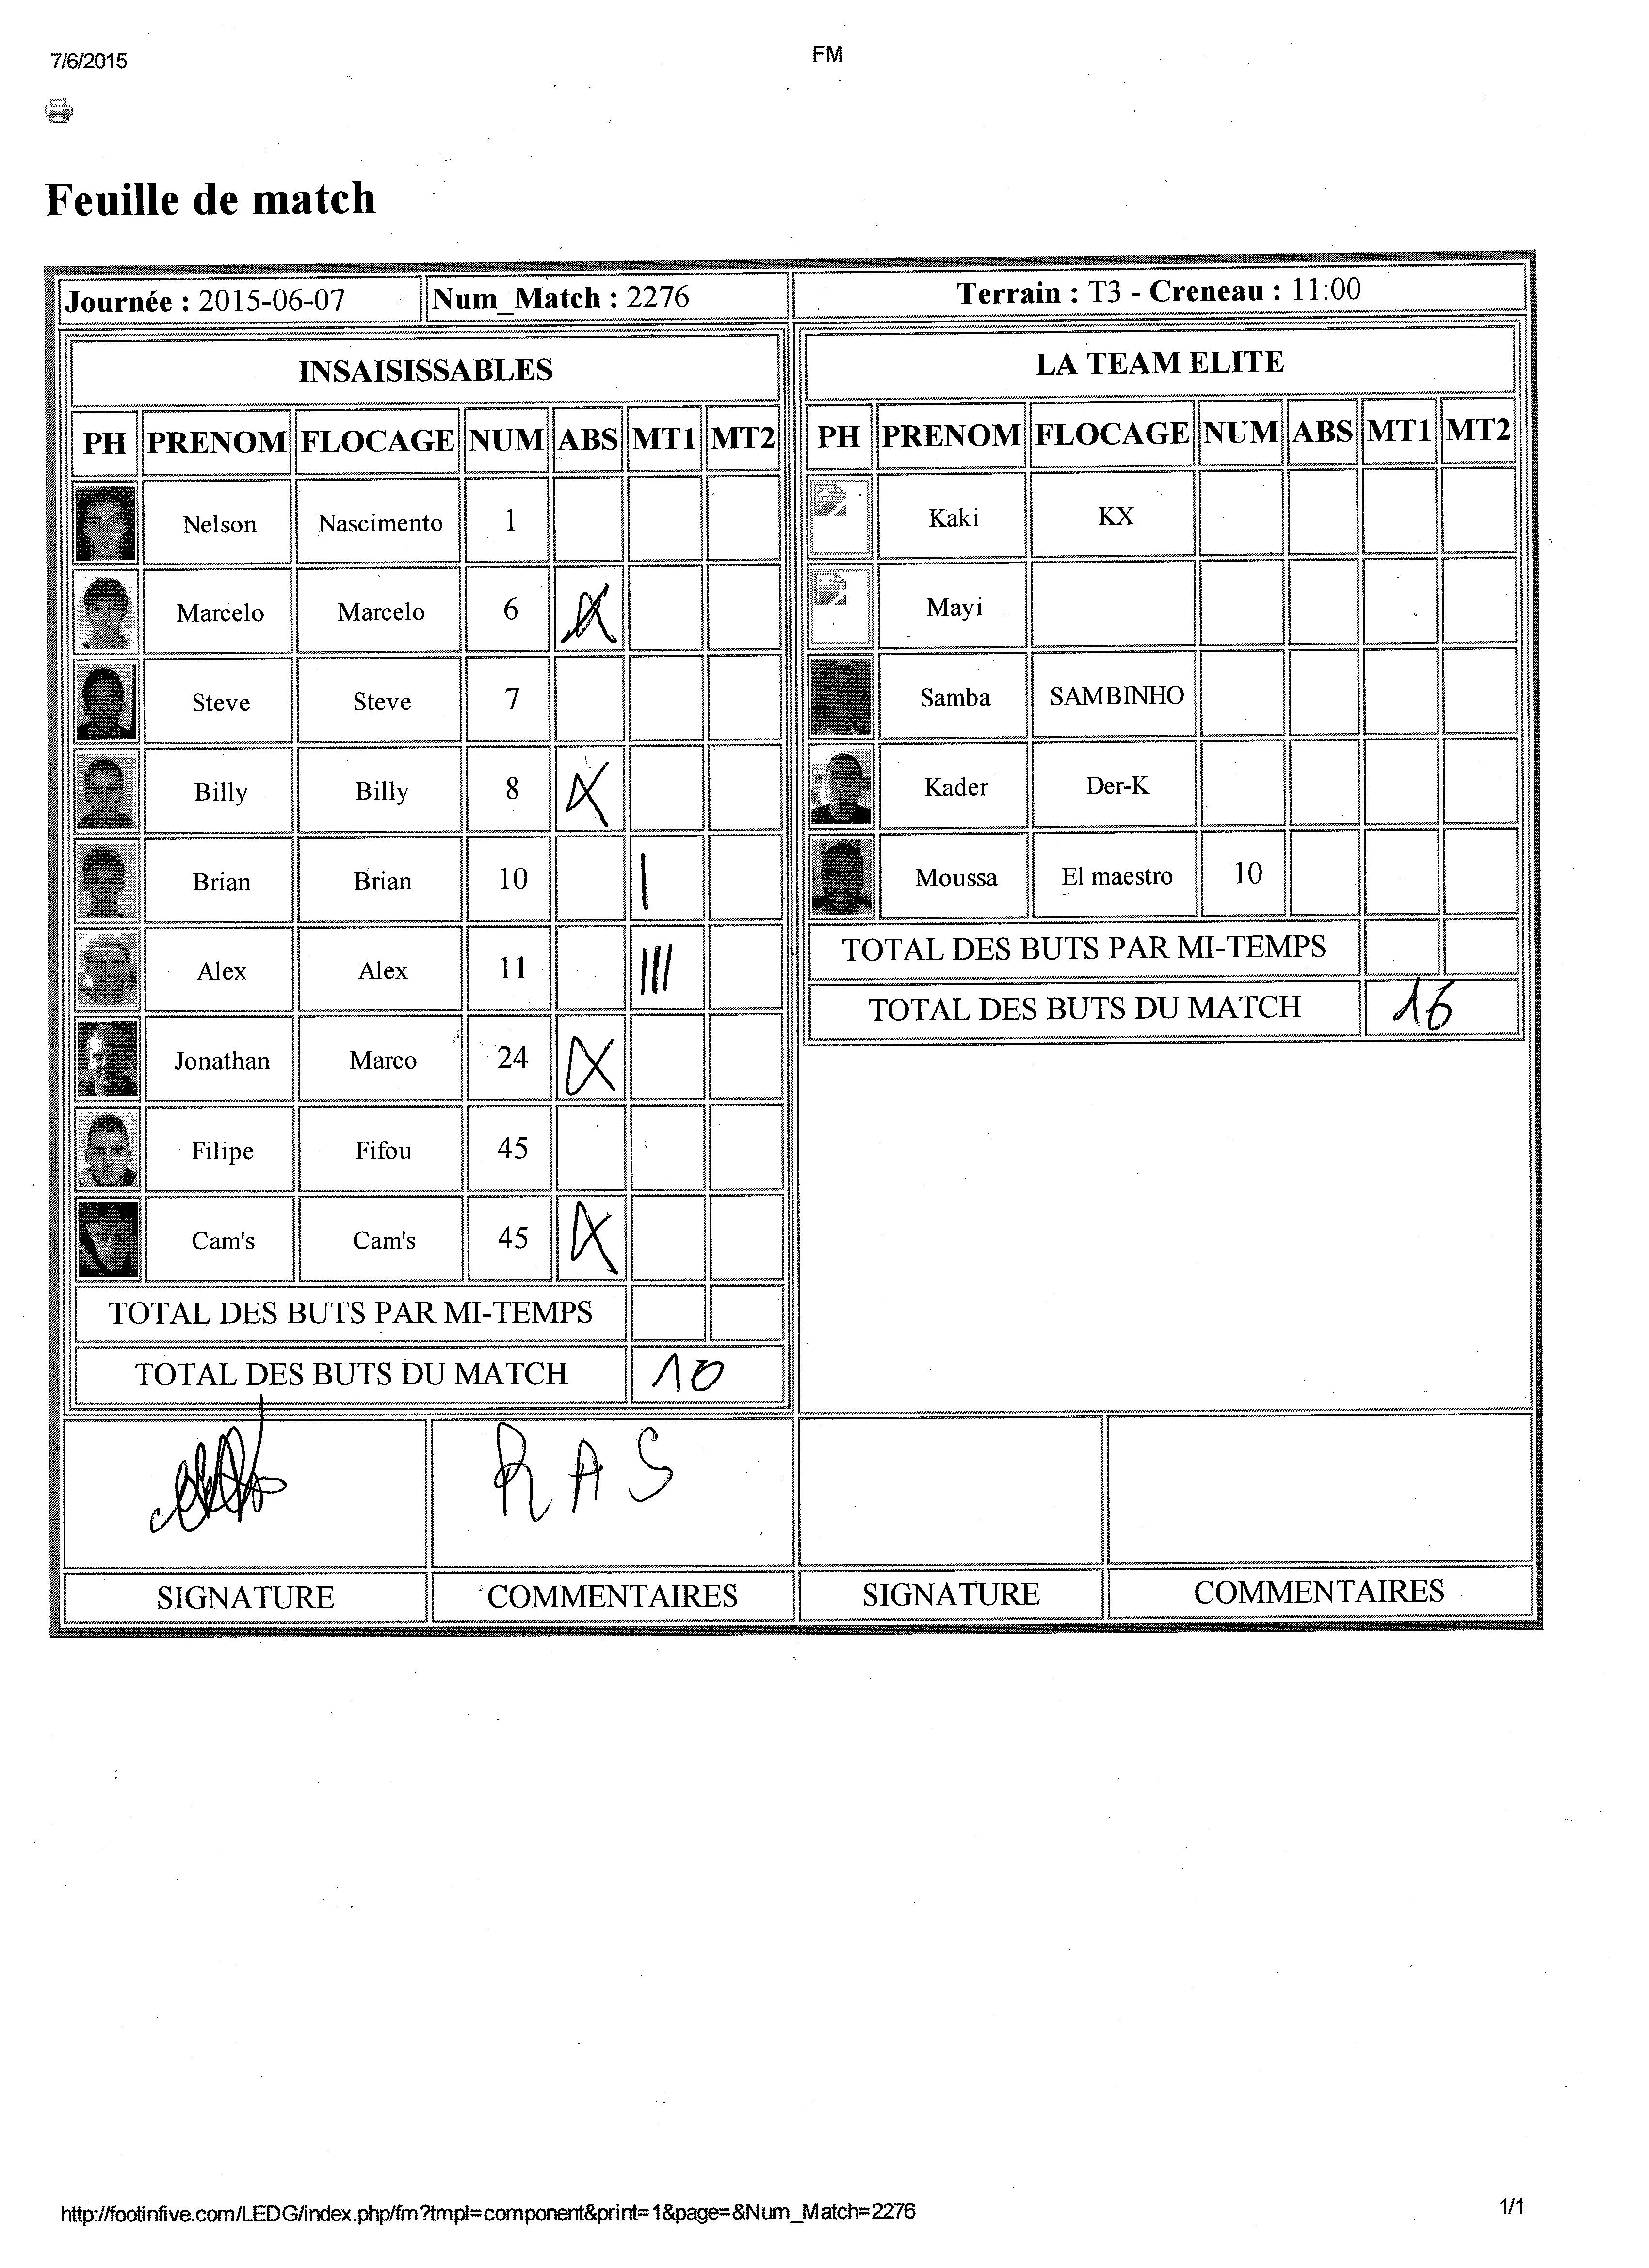 7/6/2015 FM
Feuille de match
Journée : 2015-06-07 Num_Match : 2276 Terrain : T3 - Creneau : 11:00
INSAISISSABLES LA TEAM ELITE
PH PRENOM FLOCAGE NUM ABS MT1 MT2 PH PRENOM FLOCAGE NUM ABS MT1 MT2
Nelson Nascimento 1 Kaki KX
Marcelo Marcelo 6 X Mayi
Steve Steve 7 Samba SAMBINHO
Billy Billy 8 X Kader Der-K
Brian Brian 10 I Moussa El maestro 10
Alex Alex 11 III TOTAL DES BUTS PAR MI-TEMPS
TOTAL DES BUTS DU MATCH 16
Jonathan Marco 24 X
Filipe Fifou 45
Cam's Cam's 45 X
TOTAL DES BUTS PAR MI-TEMPS
TOTAL DES BUTS DU MATCH 10
RAS
SIGNATURE COMMENTAIRES SIGNATURE COMMENTAIRES
http://footinfive.com/LEDG/index.php/fm?tmpl=component&print=1&page=&Num_Match=2276 1/1